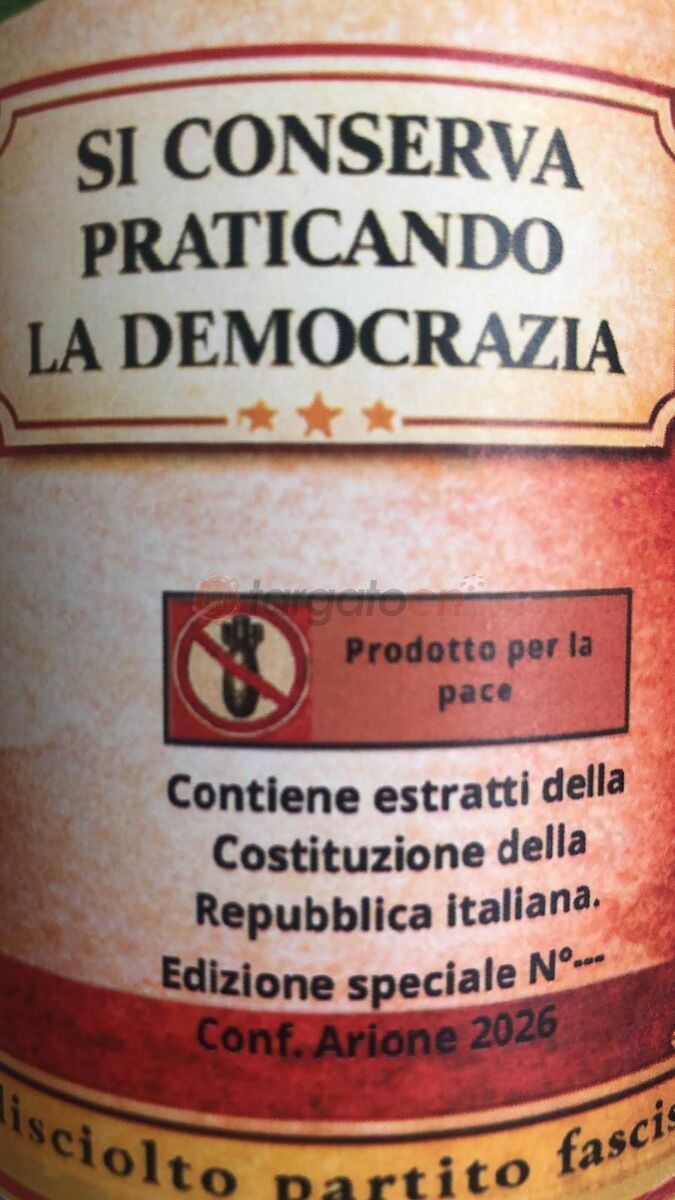 SI CONSERVA
PRATICANDO
LA DEMOCRAZIA
targatocn
Prodotto per la
pace
Contiene estratti della
Costituzione della
Repubblica italiana.
Edizione speciale N°---
Conf. Arione 2026
disciolto partito fascis